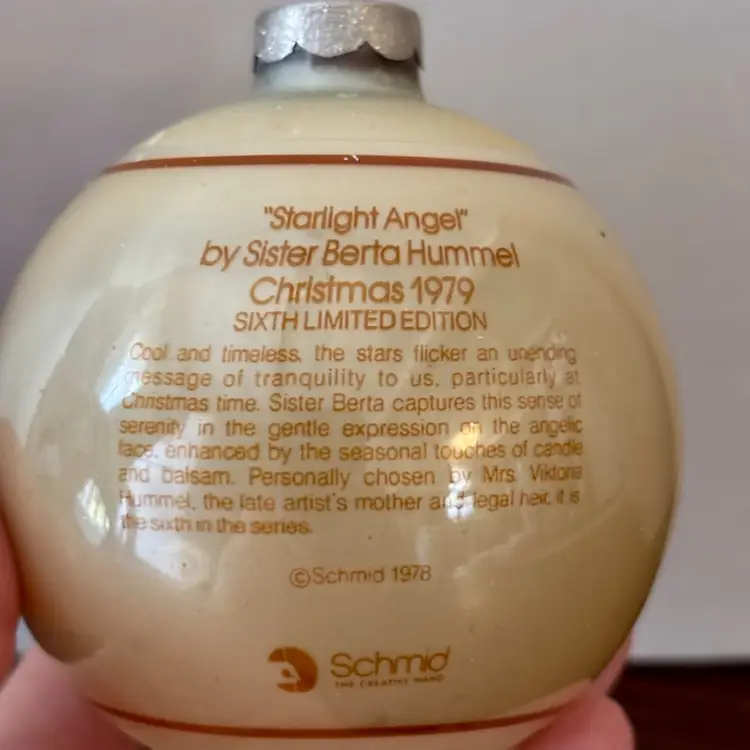 "Starlight Angel"
by Sister Berta Hummel
Christmas 1979
SIXTH LIMITED EDITION
Cool and timeless, the stars flicker an unending
message of tranquility to us, particularly at
Christmas time. Sister Berta captures this sense of
serenity in the gentle expression on the angelic
face, enhanced by the seasonal touches of candle
and balsam. Personally chosen by Mrs. Viktoria
Hummel, the late artist's mother and legal heir, it is
the sixth in the series.
©Schmid 1978
Schmid
THE CREATIVE HAND